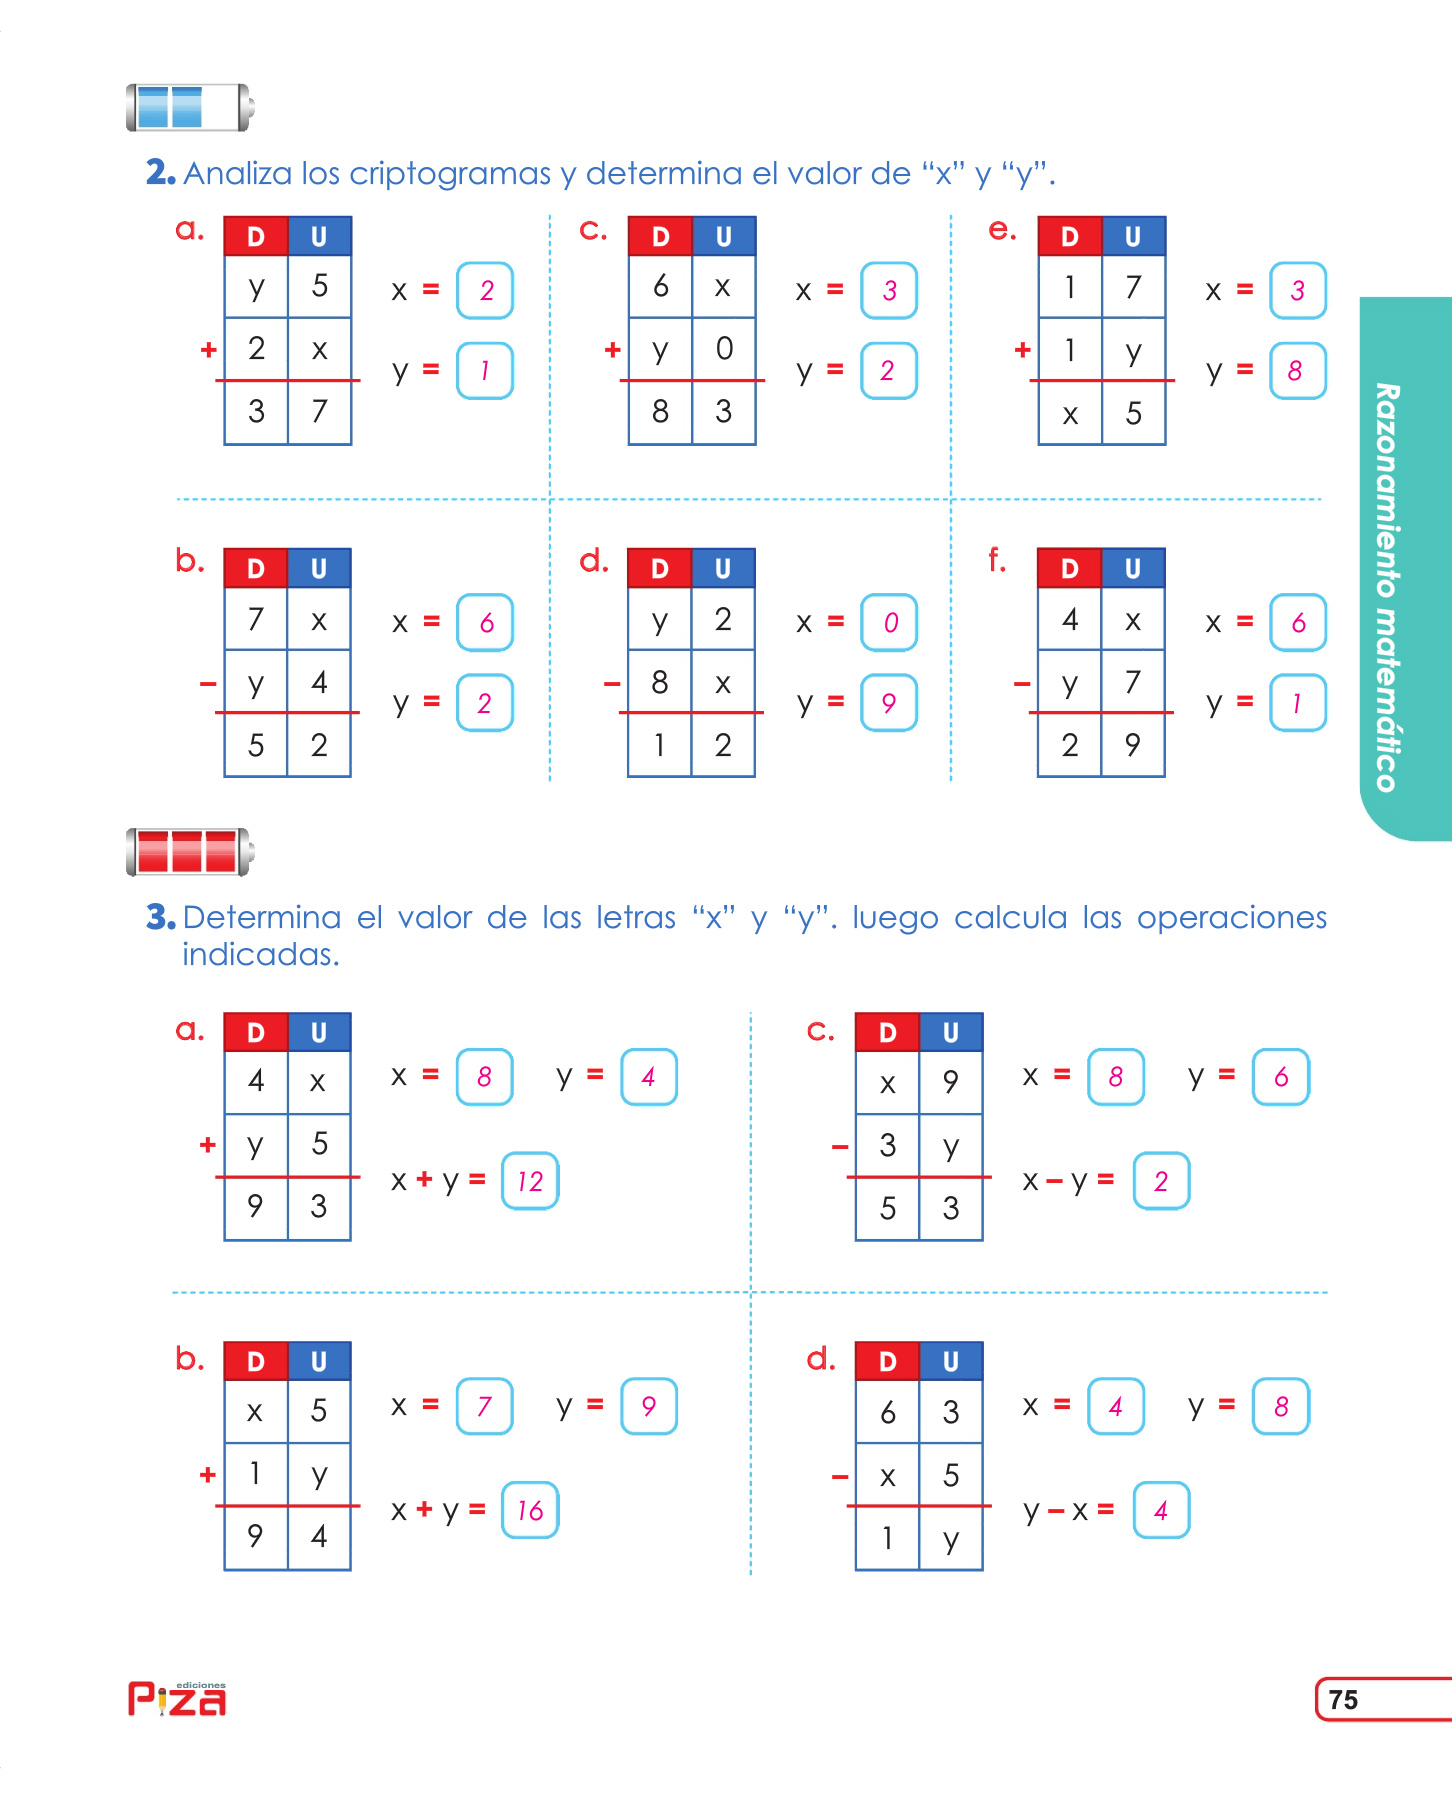 2. Analiza los criptogramas y determina el valor de “x” y “y”.
a. D U
y 5
+ 2 x
3 7
x = 2
y = 1
c. D U
6 x
+ y 0
8 3
x = 3
y = 2
e. D U
1 7
+ 1 y
x 5
x = 3
y = 8
b. D U
7 x
− y 4
5 2
x = 6
y = 2
d. D U
y 2
− 8 x
1 2
x = 0
y = 9
f. D U
4 x
− y 7
2 9
x = 6
y = 1
Razonamiento matemático
3. Determina el valor de las letras “x” y “y”. luego calcula las operaciones
indicadas.
a. D U
4 x
+ y 5
9 3
x = 8 y = 4
x + y = 12
c. D U
x 9
− 3 y
5 3
x = 8 y = 6
x − y = 2
b. D U
x 5
+ 1 y
9 4
x = 7 y = 9
x + y = 16
d. D U
6 3
− x 5
1 y
x = 4 y = 8
y − x = 4
ediciones
Piza
75